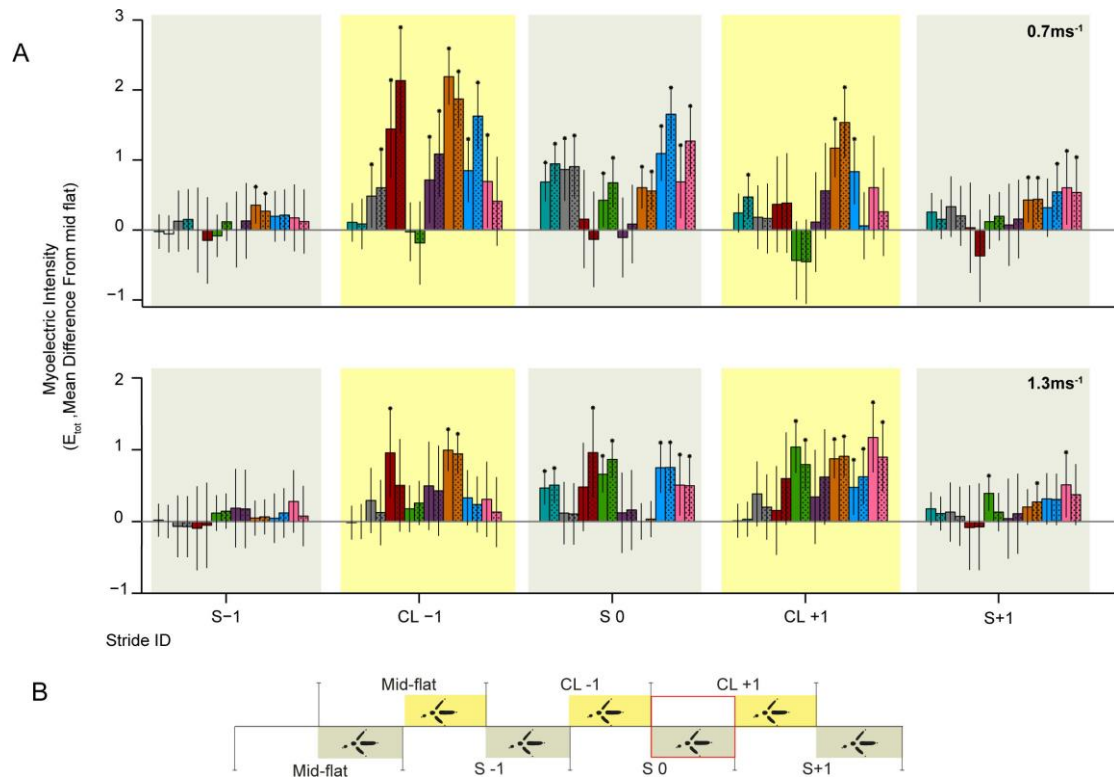 A
3
2
1
0
−1
0.7ms-1
Myoelectric Intensity
(Etot ,Mean Difference From mid flat)
2
1
0
−1
1.3ms-1
S−1
CL −1
S 0
CL +1
S+1
Stride ID
B
Mid-flat
CL -1
CL +1
Mid-flat
S -1
S 0
S+1